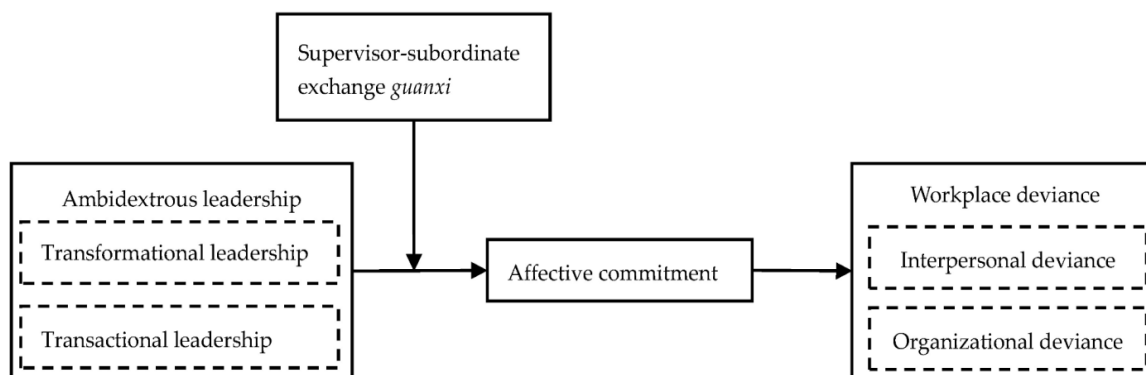 Supervisor-subordinate
exchange guanxi
Ambidextrous leadership
Transformational leadership
Transactional leadership
Affective commitment
Workplace deviance
Interpersonal deviance
Organizational deviance